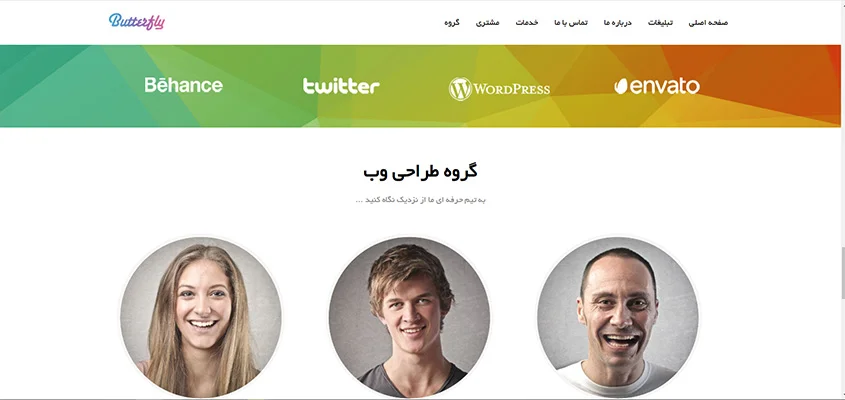 Butterfly
صفحه اصلی تبلیغات درباره ما تماس با ما خدمات مشتری گروه
Bēhance twitter WORDPRESS envato
گروه طراحی وب
به تیم حرفه ای ما از نزدیک نگاه کنید ...